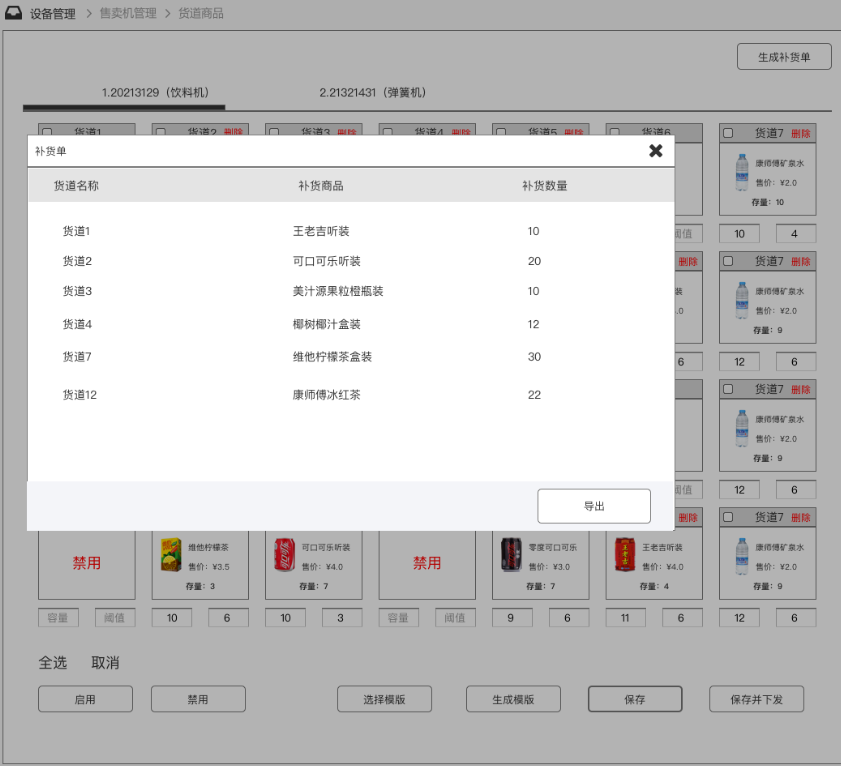 设备管理 > 售卖机管理 > 货道商品
生成补货单
1.20213129（饮料机） 2.21321431（弹簧机）
货道1 货道2 删除 货道3 删除 货道4 删除 货道5 删除 货道6 货道7 删除
补货单
康师傅矿泉水
售价：¥2.0
存量：10
货道名称 补货商品 补货数量
货道1 王老吉听装 10
阈值 10 4
货道2 可口可乐听装 20
删除 货道7 删除
货道3 美汁源果粒橙瓶装 10
装 康师傅矿泉水
.0 售价：¥2.0
货道4 椰树椰汁盒装 12
存量：9
货道7 维他柠檬茶盒装 30
6 12 6
货道12 康师傅冰红茶 22
货道7 删除
康师傅矿泉水
售价：¥2.0
存量：9
阈值 12 6
导出
删除 货道7 删除
禁用 维他柠檬茶 可口可乐听装 禁用 零度可口可乐 王老吉听装 康师傅矿泉水
售价：¥3.5 售价：¥4.0 售价：¥3.0 售价：¥4.0 售价：¥2.0
存量：3 存量：7 存量：7 存量：4 存量：9
容量 阈值 10 6 10 3 容量 阈值 9 6 11 6 12 6
全选 取消
启用 禁用 选择模版 生成模版 保存 保存并下发